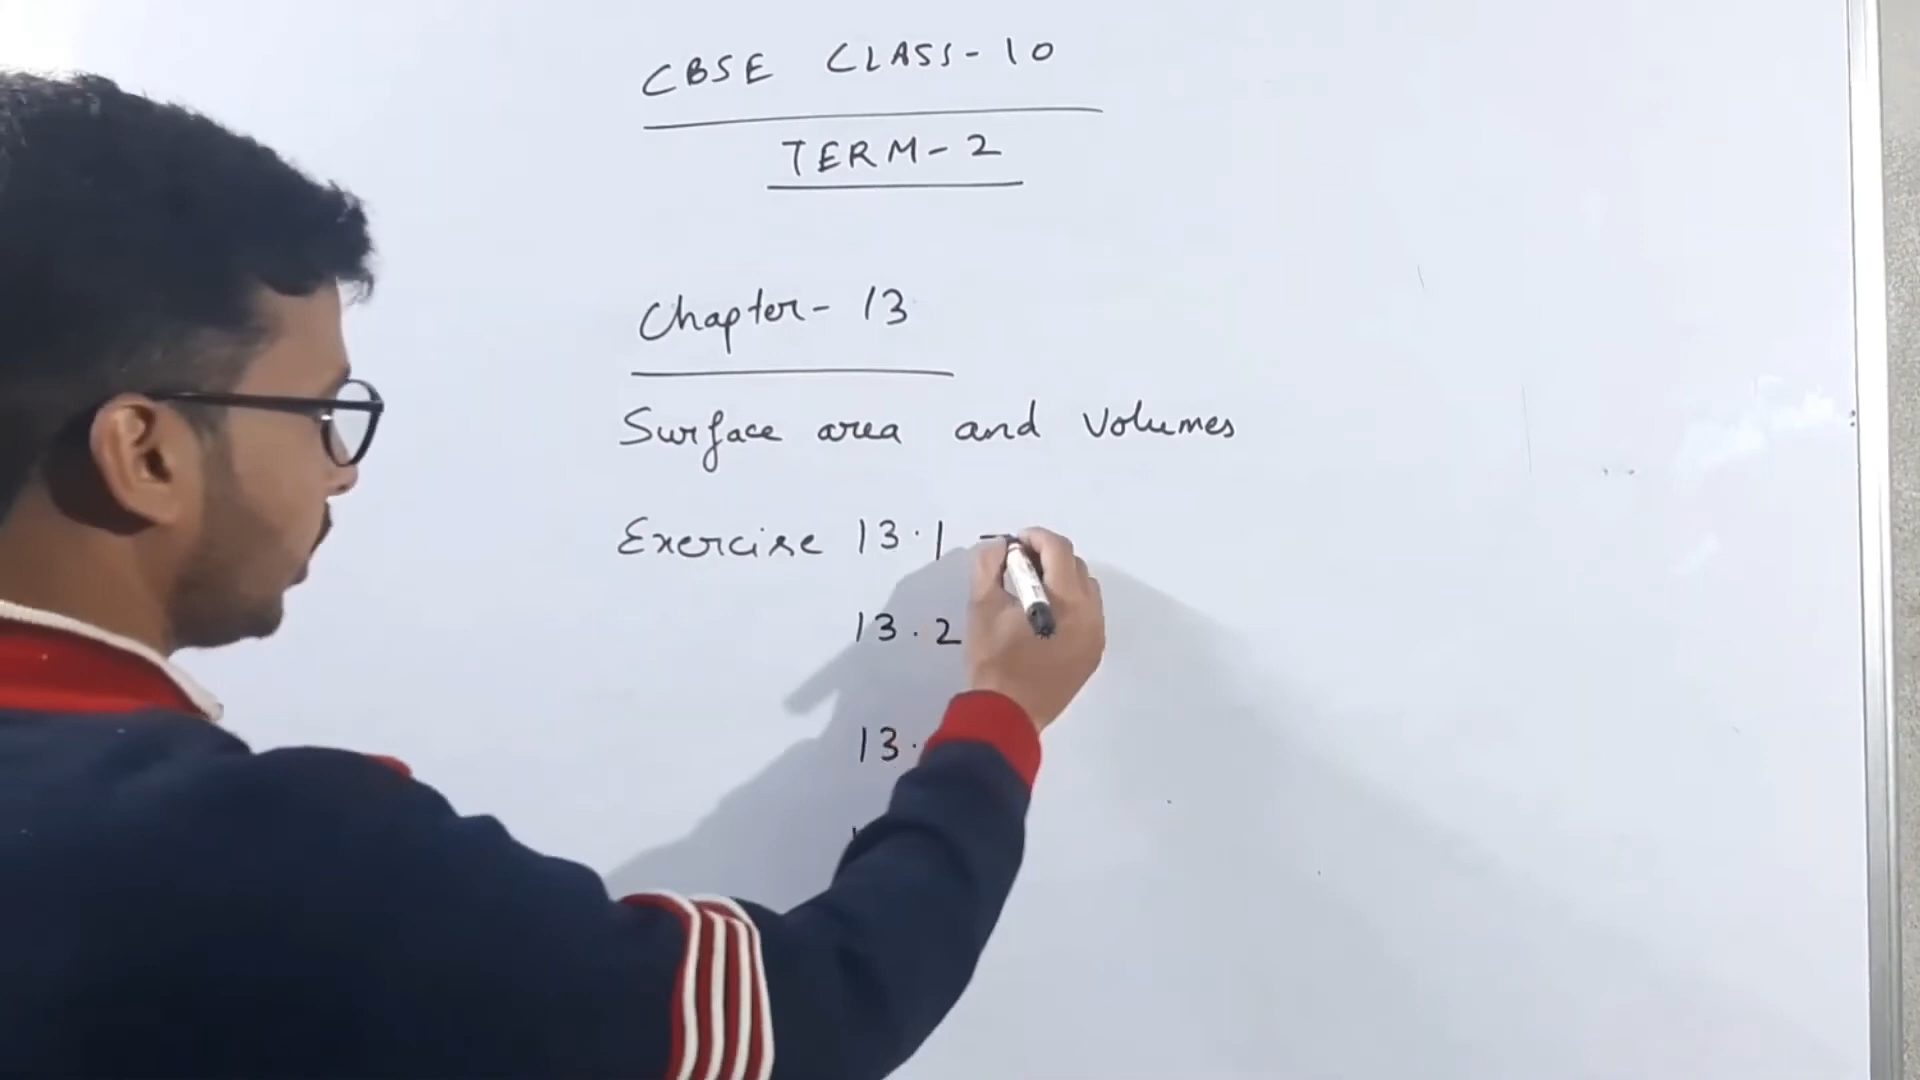 CBSE CLASS-10
TERM-2
Chapter- 13
Surface area and Volumes
Exercise 13.1 -
13.2
13.